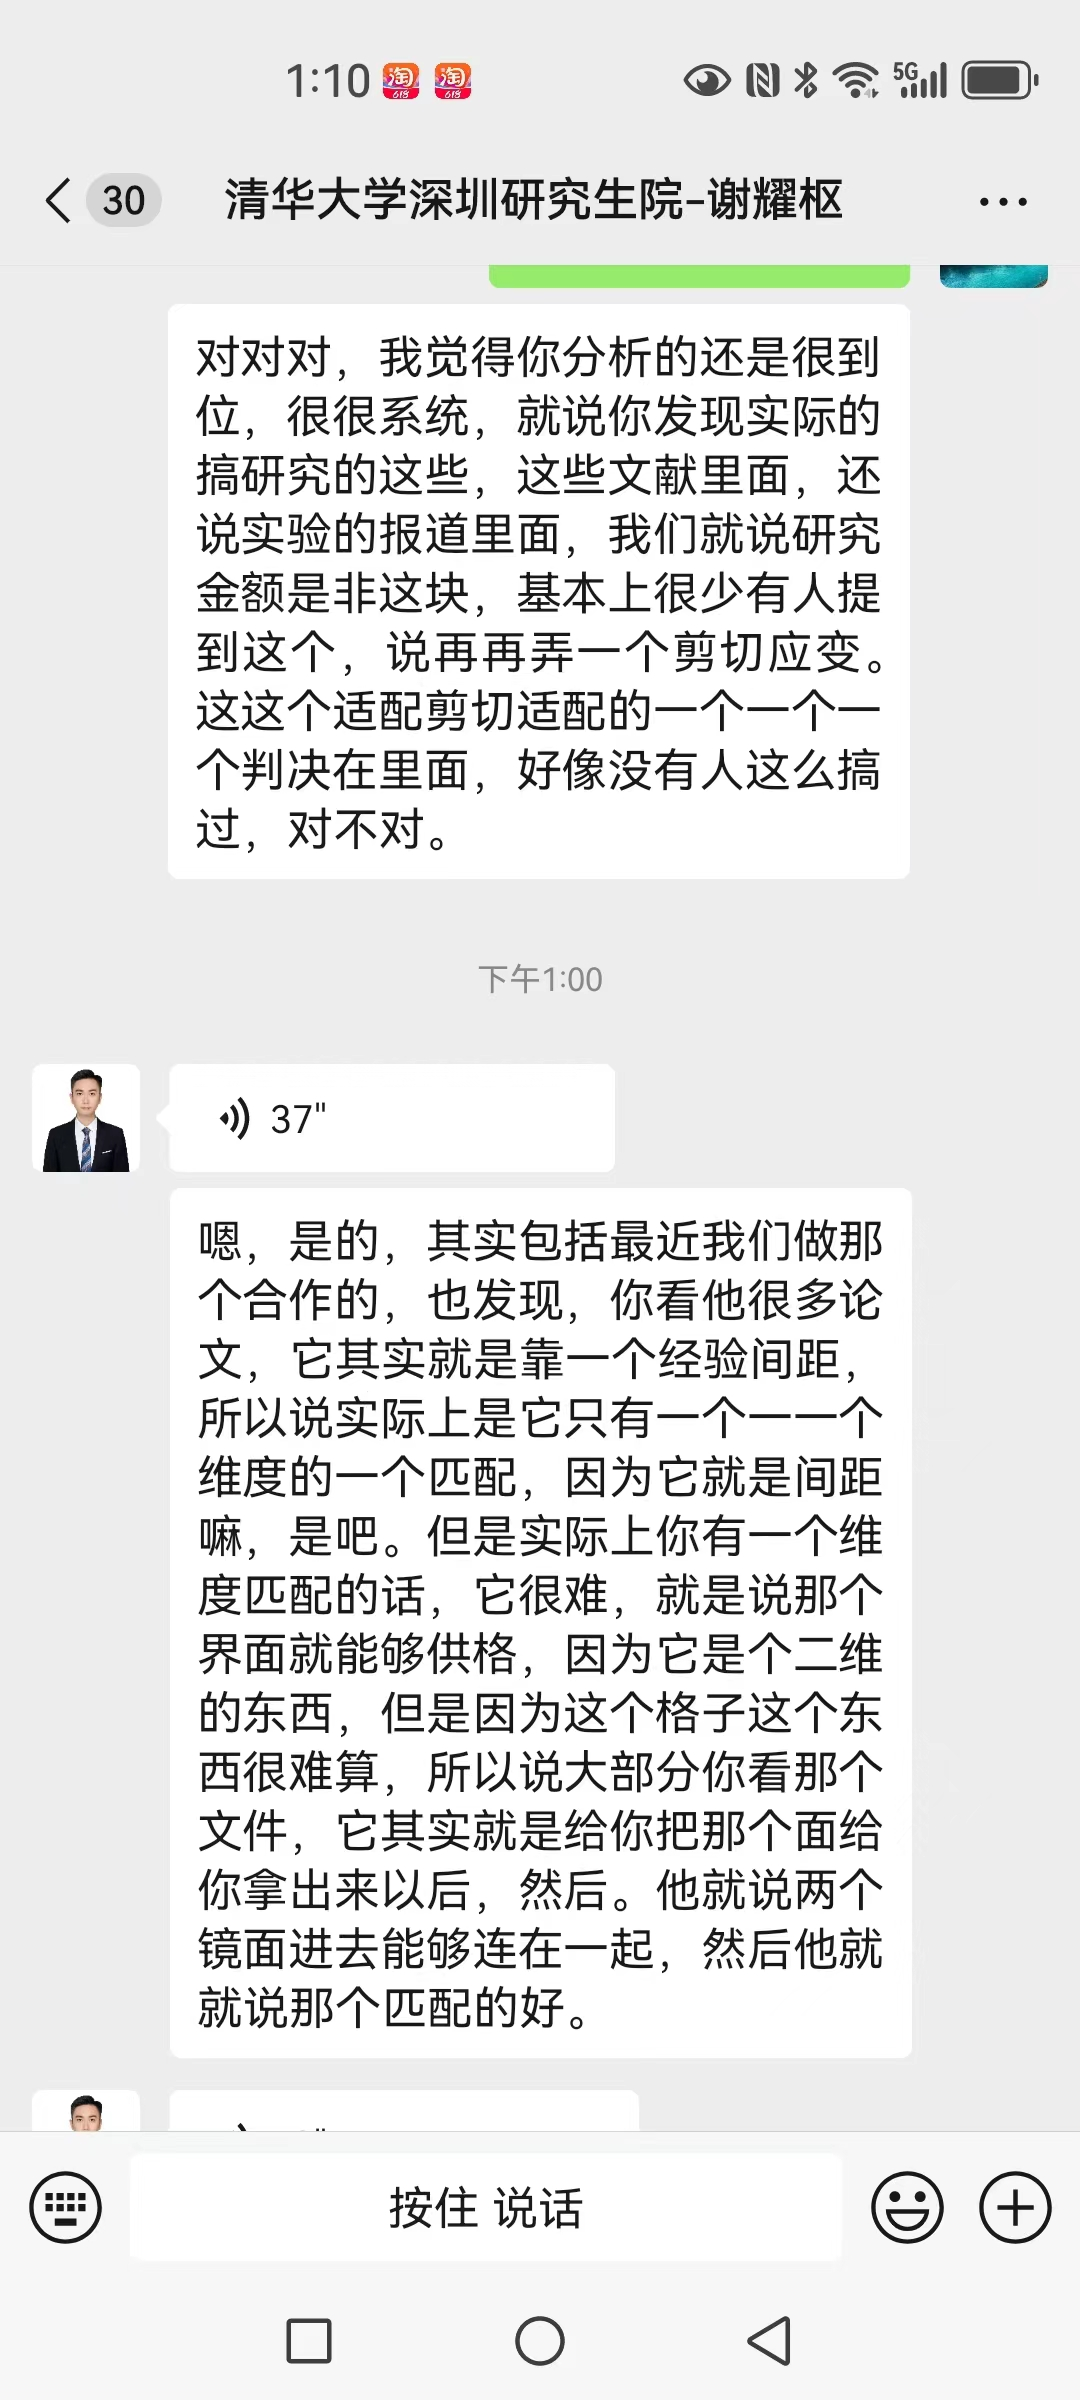 1:10 淘 618 淘 618 5G
30 清华大学深圳研究生院-谢耀枢
对对对，我觉得你分析的还是很到
位，很很系统，就说你发现实际的
搞研究的这些，这些文献里面，还
说实验的报道里面，我们就说研究
金额是非这块，基本上很少有人提
到这个，说再再弄一个剪切应变。
这这个适配剪切适配的一个一个一
个判决在里面，好像没有人这么搞
过，对不对。
下午1:00
37"
嗯，是的，其实包括最近我们做那
个合作的，也发现，你看他很多论
文，它其实就是靠一个经验间距，
所以说实际上是它只有一个一一个
维度的一个匹配，因为它就是间距
嘛，是吧。但是实际上你有一个维
度匹配的话，它很难，就是说那个
界面就能够供格，因为它是个二维
的东西，但是因为这个格子这个东
西很难算，所以说大部分你看那个
文件，它其实就是给你把那个面给
你拿出来以后，然后。他就说两个
镜面进去能够连在一起，然后他就
就说那个匹配的好。
按住 说话